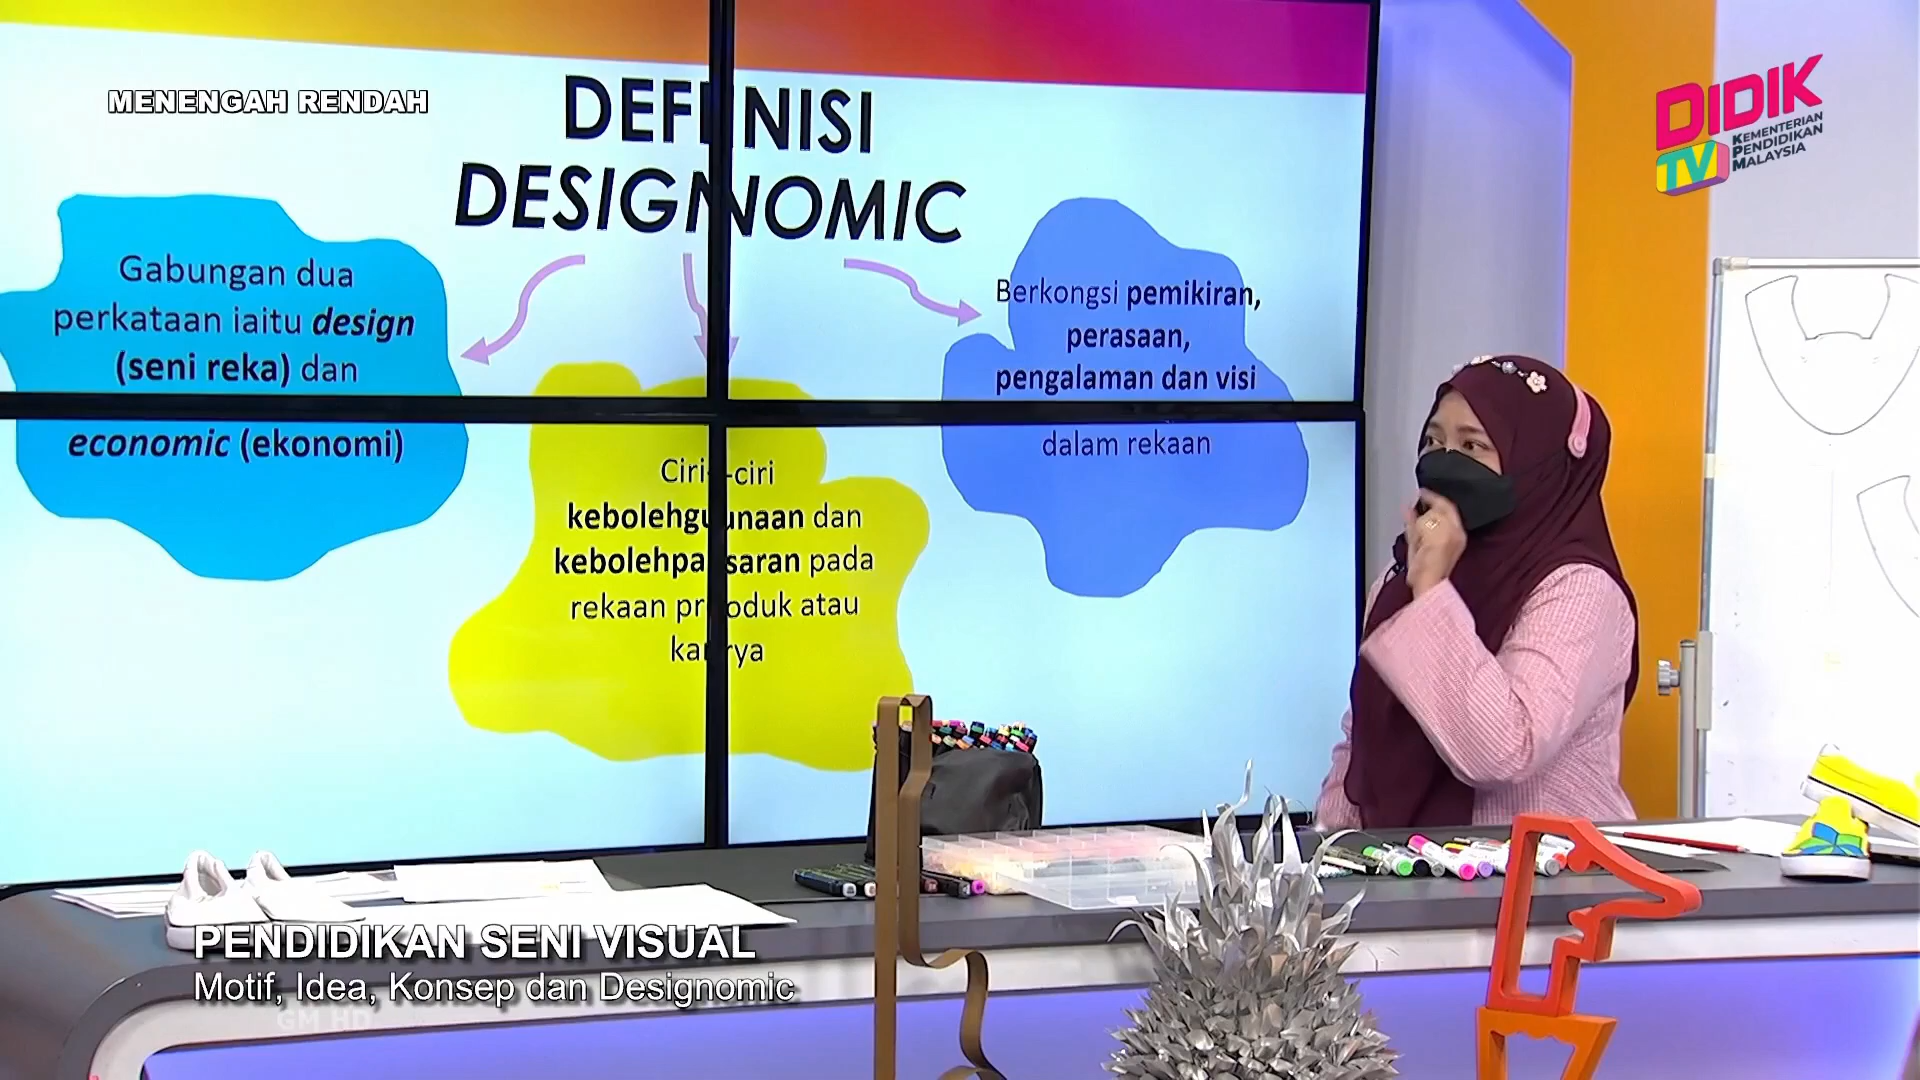 MENENGAH RENDAH
DIDIK
TV
KEMENTERIAN
PENDIDIKAN
MALAYSIA
DEFINISI
DESIGNOMIC
Gabungan dua
perkataan iaitu design
(seni reka) dan
economic (ekonomi)
Ciri-ciri
kebolehgunaan dan
kebolehpasaran pada
rekaan produk atau
karya
Berkongsi pemikiran,
perasaan,
pengalaman dan visi
dalam rekaan
PENDIDIKAN SENI VISUAL
Motif, Idea, Konsep dan Designomic
GM HD